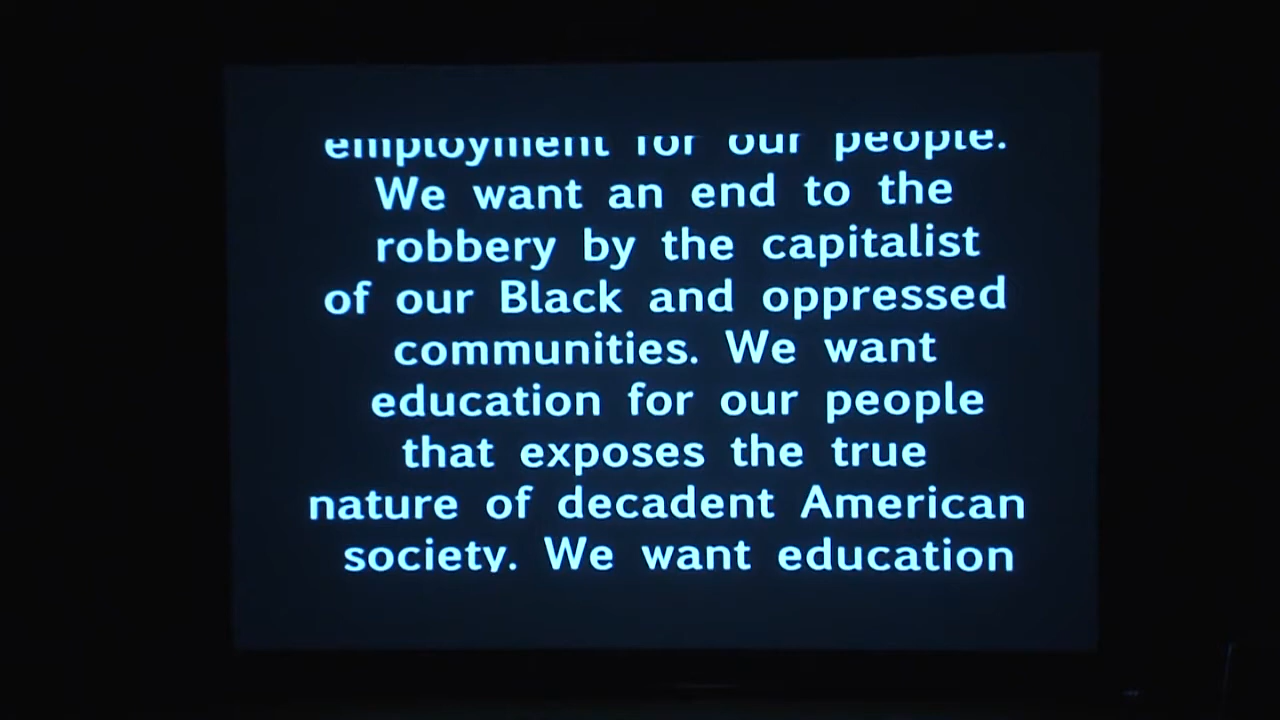 employment for our people.
We want an end to the
robbery by the capitalist
of our Black and oppressed
communities. We want
education for our people
that exposes the true
nature of decadent American
society. We want education